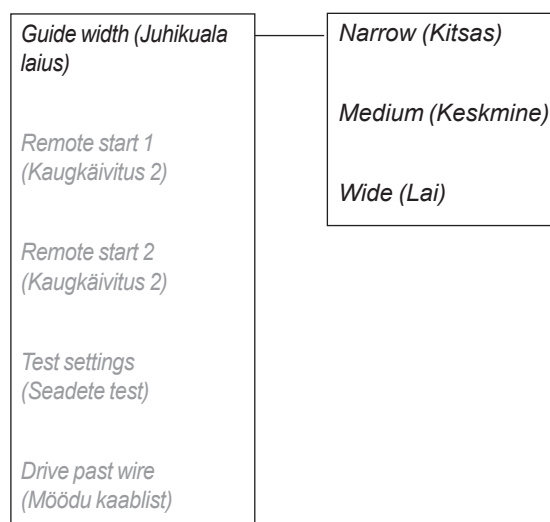 Guide width (Juhikuala
laius)
Remote start 1
(Kaugkäivitus 2)
Remote start 2
(Kaugkäivitus 2)
Test settings
(Seadete test)
Drive past wire
(Möödu kaablist)
Narrow (Kitsas)
Medium (Keskmine)
Wide (Lai)